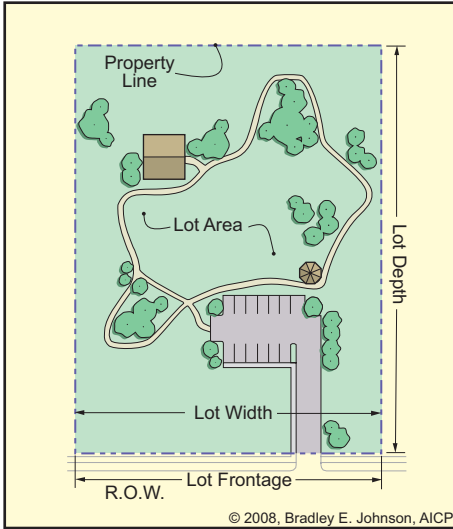 Property
Line
Lot Area
Lot Depth
Lot Width
Lot Frontage
R.O.W.
© 2008, Bradley E. Johnson, AICP